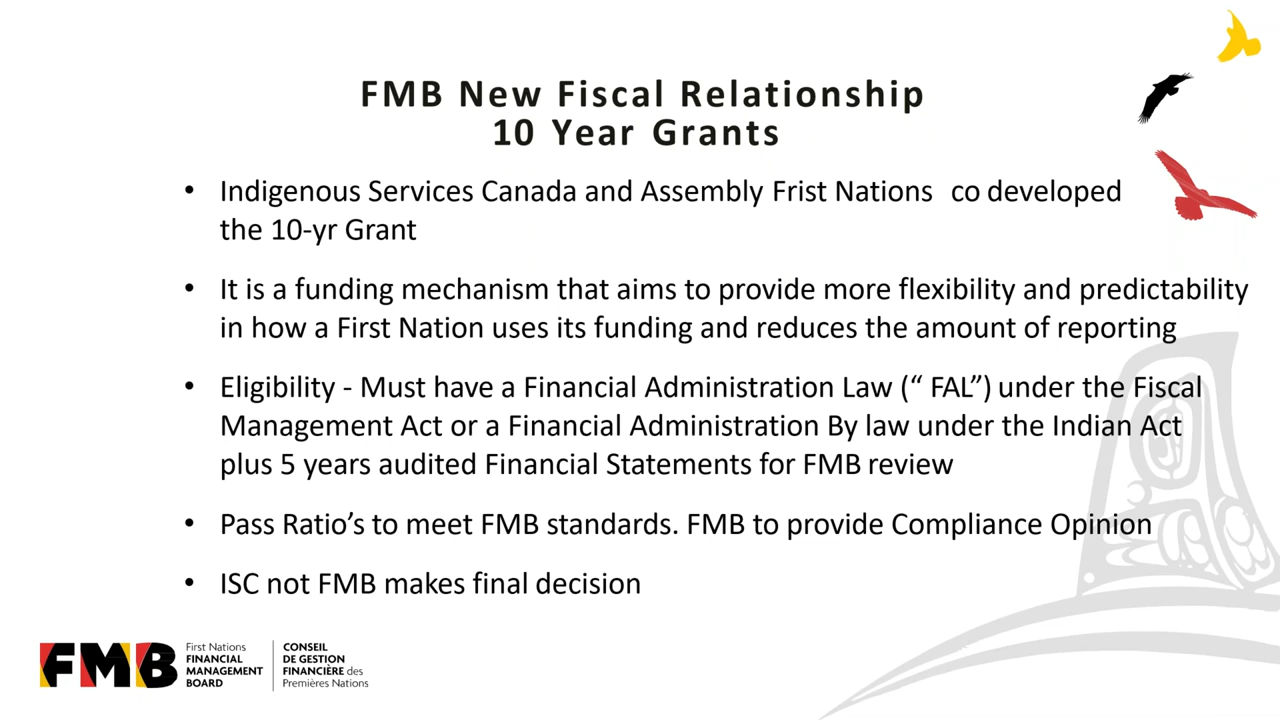 FMB New Fiscal Relationship
10 Year Grants
• Indigenous Services Canada and Assembly Frist Nations co developed
the 10-yr Grant
• It is a funding mechanism that aims to provide more flexibility and predictability
in how a First Nation uses its funding and reduces the amount of reporting
• Eligibility - Must have a Financial Administration Law (“ FAL”) under the Fiscal
Management Act or a Financial Administration By law under the Indian Act
plus 5 years audited Financial Statements for FMB review
• Pass Ratio’s to meet FMB standards. FMB to provide Compliance Opinion
• ISC not FMB makes final decision
FMB
First Nations
FINANCIAL
MANAGEMENT
BOARD
CONSEIL
DE GESTION
FINANCIÈRE des
Premières Nations